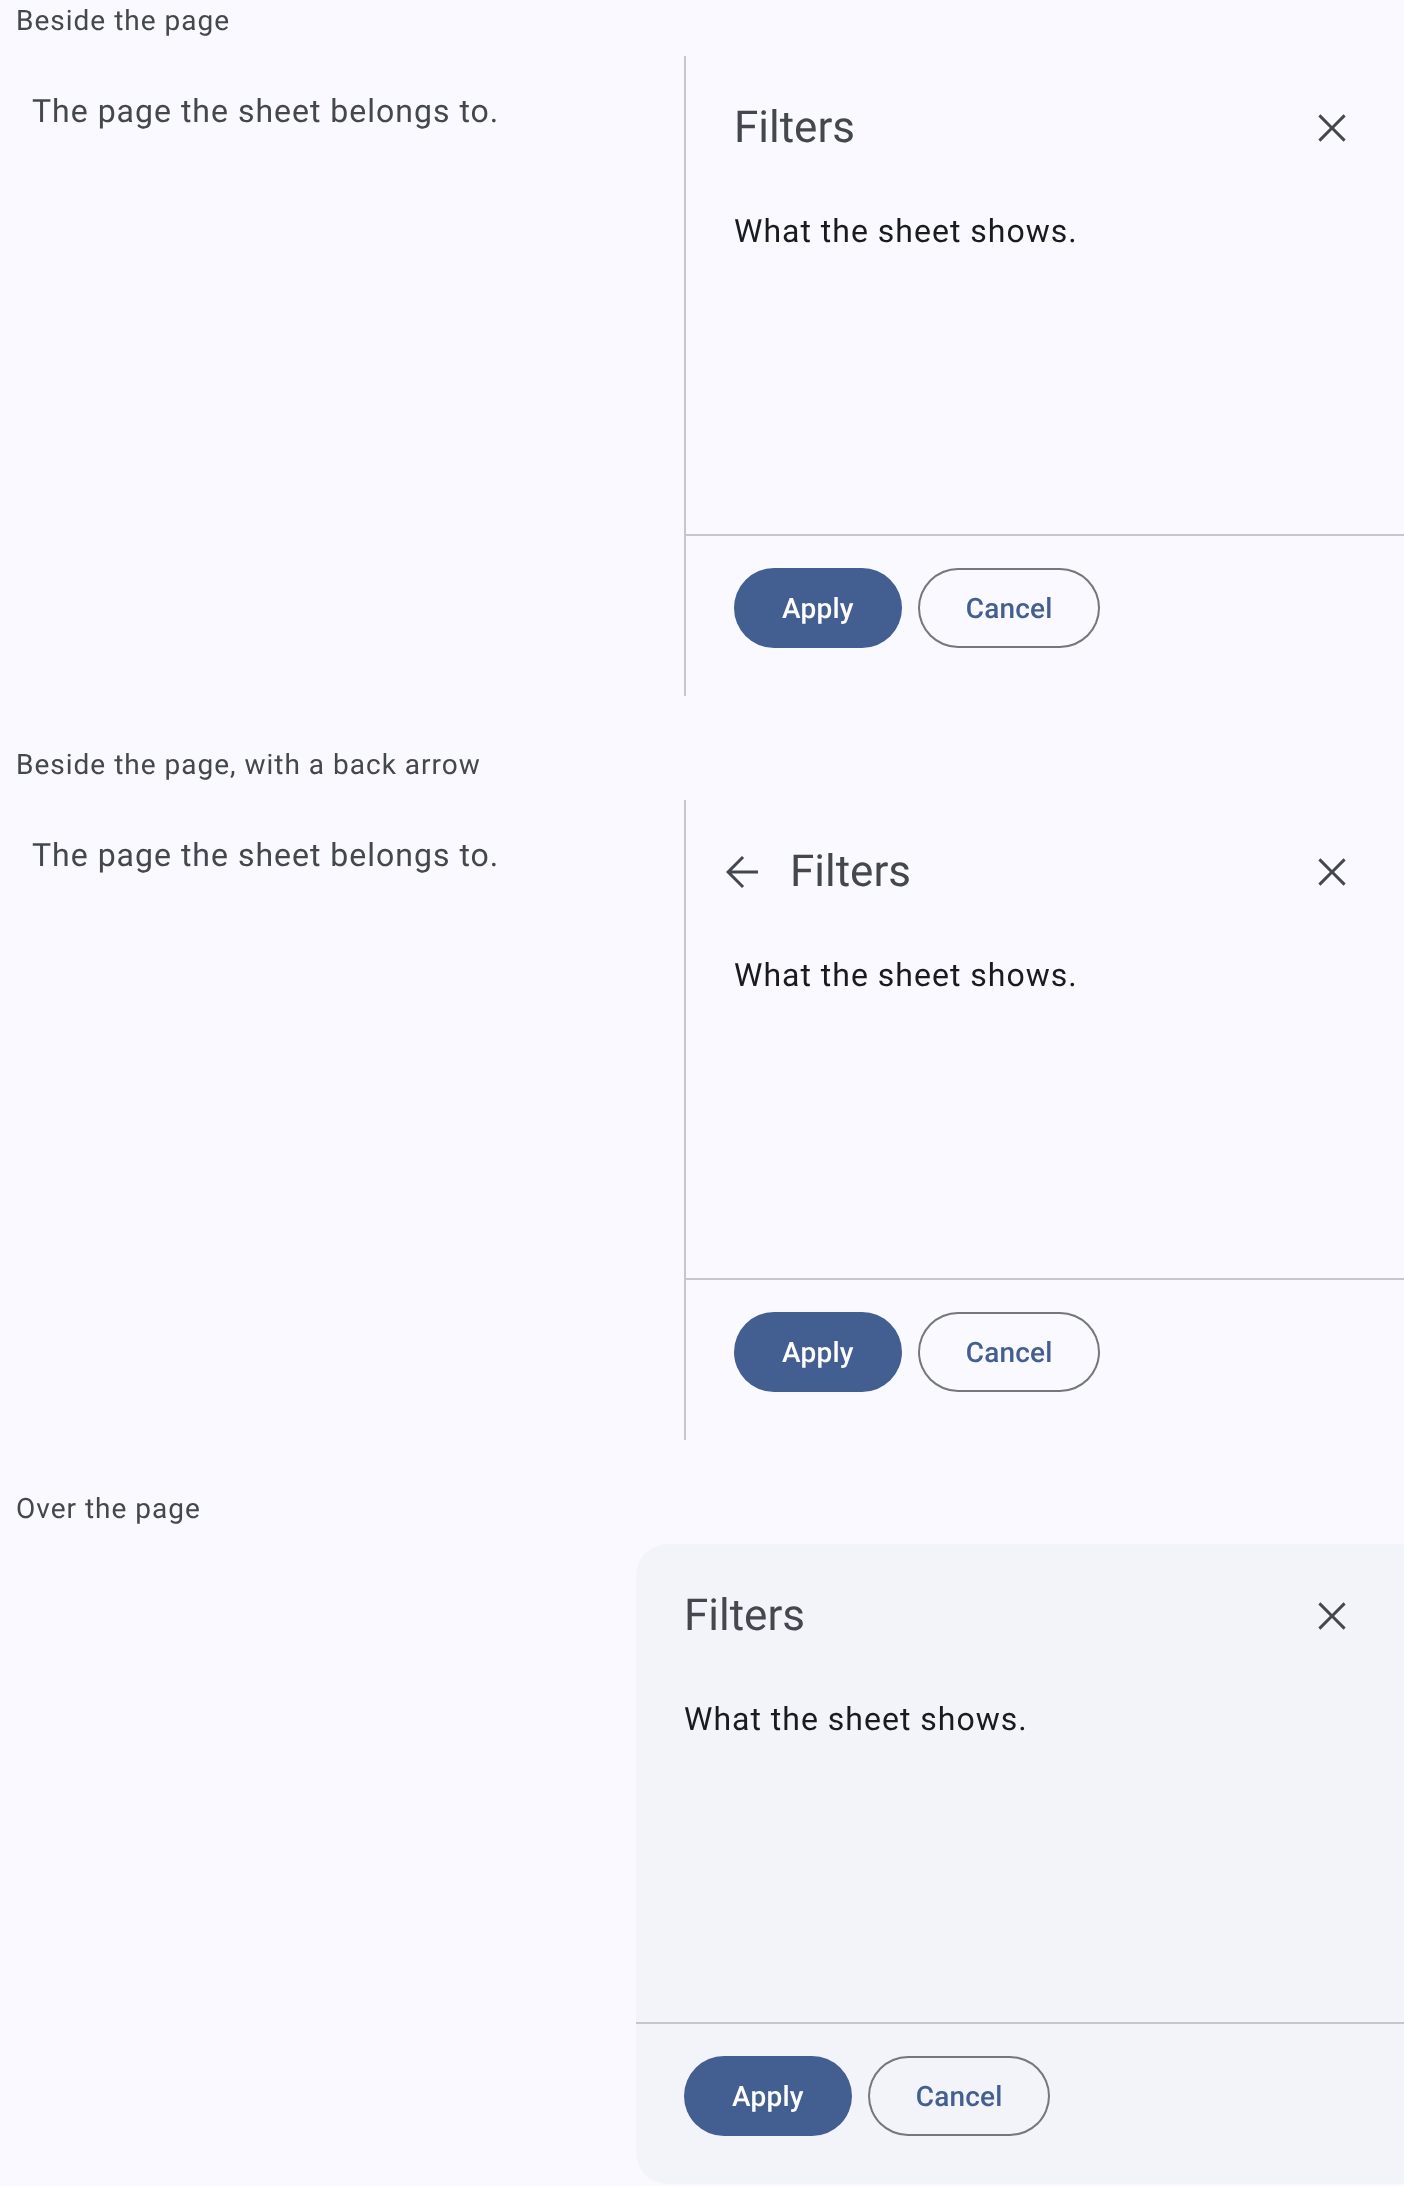 Beside the page
The page the sheet belongs to.
Filters
What the sheet shows.
Apply
Cancel
Beside the page, with a back arrow
The page the sheet belongs to.
Filters
What the sheet shows.
Apply
Cancel
Over the page
Filters
What the sheet shows.
Apply
Cancel